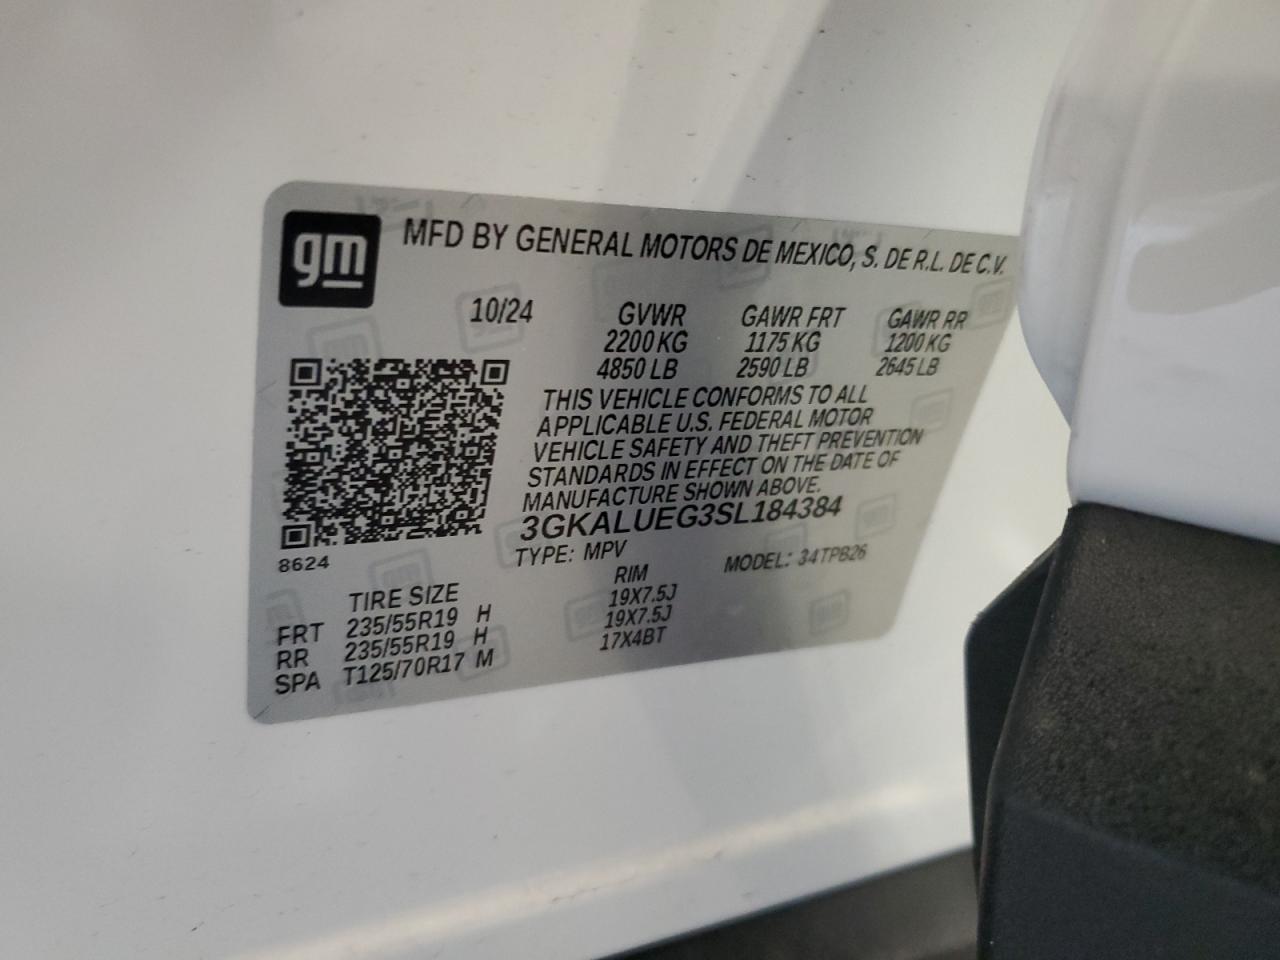 gm
MFD BY GENERAL MOTORS DE MEXICO, S. DE R.L. DE C.V.
10/24 GVWR GAWR FRT GAWR RR
2200 KG 1175 KG 1200 KG
4850 LB 2590 LB 2645 LB
THIS VEHICLE CONFORMS TO ALL
APPLICABLE U.S. FEDERAL MOTOR
VEHICLE SAFETY AND THEFT PREVENTION
STANDARDS IN EFFECT ON THE DATE OF
MANUFACTURE SHOWN ABOVE.
3GKALUEG3SL184384
8624
TYPE: MPV MODEL: 34TPB26
TIRE SIZE RIM
FRT 235/55R19 H 19X7.5J
RR 235/55R19 H 19X7.5J
SPA T125/70R17 M 17X4BT